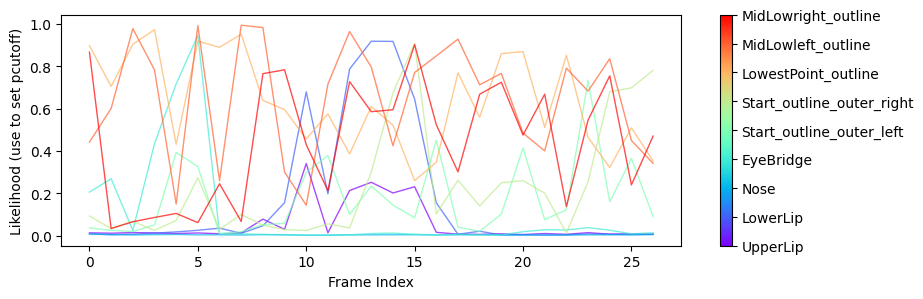 1.0
0.8
0.6
0.4
0.2
0.0
Likelihood (use to set pcutoff)
0
5
10
15
20
25
Frame Index
MidLowright_outline
MidLowleft_outline
LowestPoint_outline
Start_outline_outer_right
Start_outline_outer_left
EyeBridge
Nose
LowerLip
UpperLip